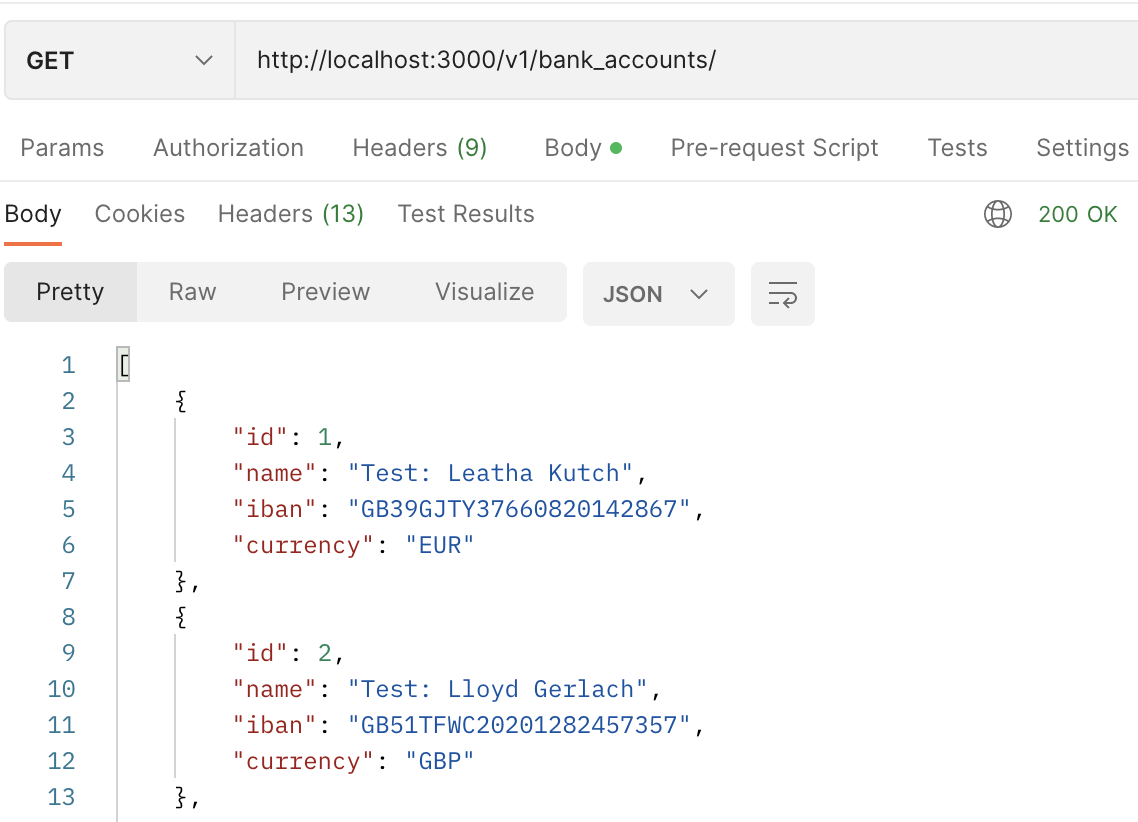 GET http://localhost:3000/v1/bank_accounts/
Params Authorization Headers (9) Body Pre-request Script Tests Settings
Body Cookies Headers (13) Test Results 200 OK
Pretty Raw Preview Visualize JSON
1 [
2 {
3 "id": 1,
4 "name": "Test: Leatha Kutch",
5 "iban": "GB39GJTY37660820142867",
6 "currency": "EUR"
7 },
8 {
9 "id": 2,
10 "name": "Test: Lloyd Gerlach",
11 "iban": "GB51TFWC20201282457357",
12 "currency": "GBP"
13 },